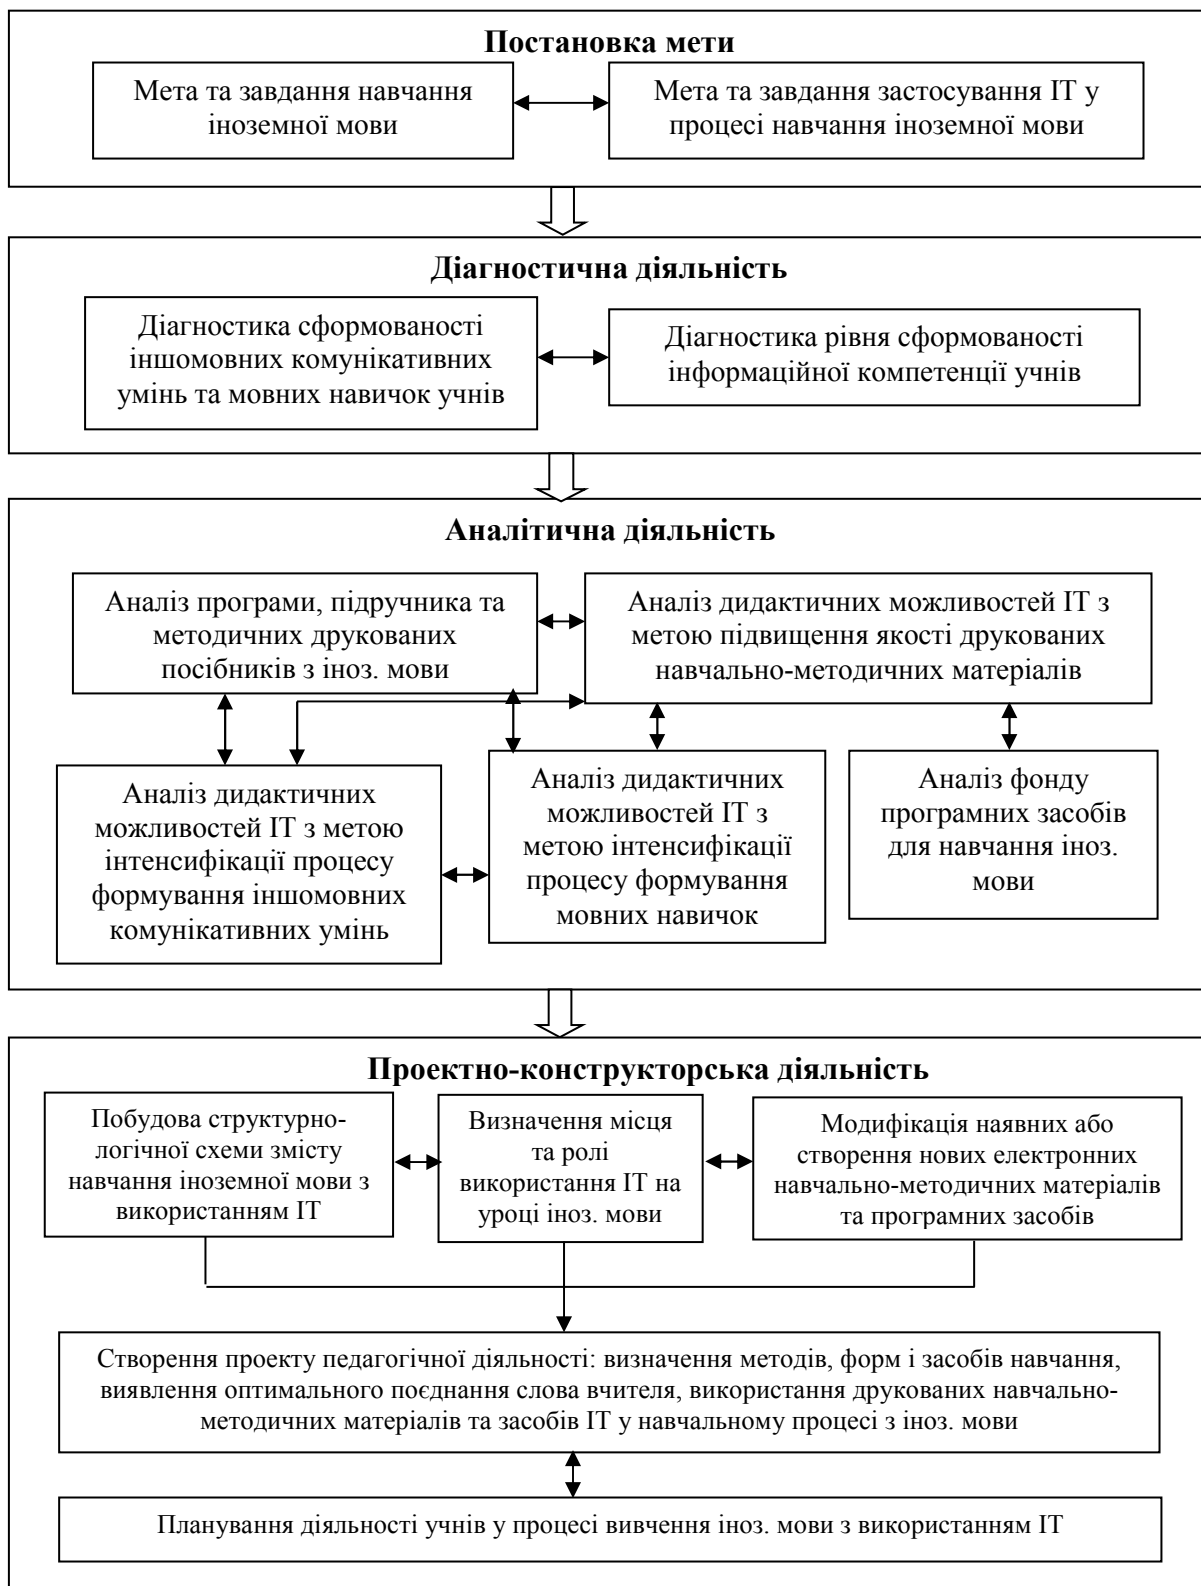 Постановка мети
Мета та завдання навчання
іноземної мови
Мета та завдання застосування ІТ у
процесі навчання іноземної мови
Діагностична діяльність
Діагностика сформованості
іншомовних комунікативних
умінь та мовних навичок учнів
Діагностика рівня сформованості
інформаційної компетенції учнів
Аналітична діяльність
Аналіз програми, підручника та
методичних друкованих
посібників з іноз. мови
Аналіз дидактичних можливостей ІТ з
метою підвищення якості друкованих
навчально-методичних матеріалів
Аналіз дидактичних
можливостей ІТ з метою
інтенсифікації процесу
формування іншомовних
комунікативних умінь
Аналіз дидактичних
можливостей ІТ з
метою інтенсифікації
процесу формування
мовних навичок
Аналіз фонду
програмних засобів
для навчання іноз.
мови
Проектно-конструкторська діяльність
Побудова структурно-
логічної схеми змісту
навчання іноземної мови з
використанням ІТ
Визначення місця
та ролі
використання ІТ на
уроці іноз. мови
Модифікація наявних або
створення нових електронних
навчально-методичних матеріалів
та програмних засобів
Створення проекту педагогічної діяльності: визначення методів, форм і засобів навчання,
виявлення оптимального поєднання слова вчителя, використання друкованих навчально-
методичних матеріалів та засобів ІТ у навчальному процесі з іноз. мови
Планування діяльності учнів у процесі вивчення іноз. мови з використанням ІТ